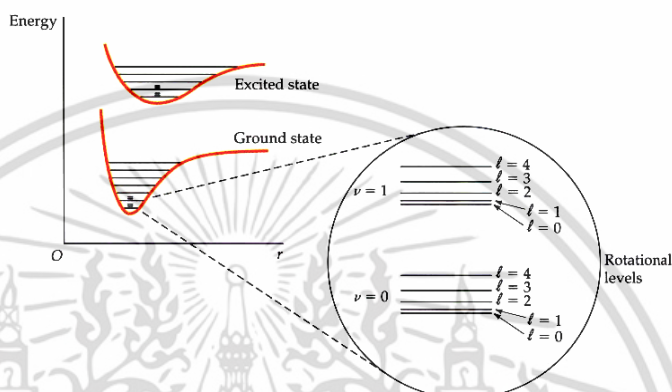 Energy
Excited state
Ground state
O
r
ν = 1
ℓ = 4
ℓ = 3
ℓ = 2
ℓ = 1
ℓ = 0
ν = 0
ℓ = 4
ℓ = 3
ℓ = 2
ℓ = 1
ℓ = 0
Rotational
levels